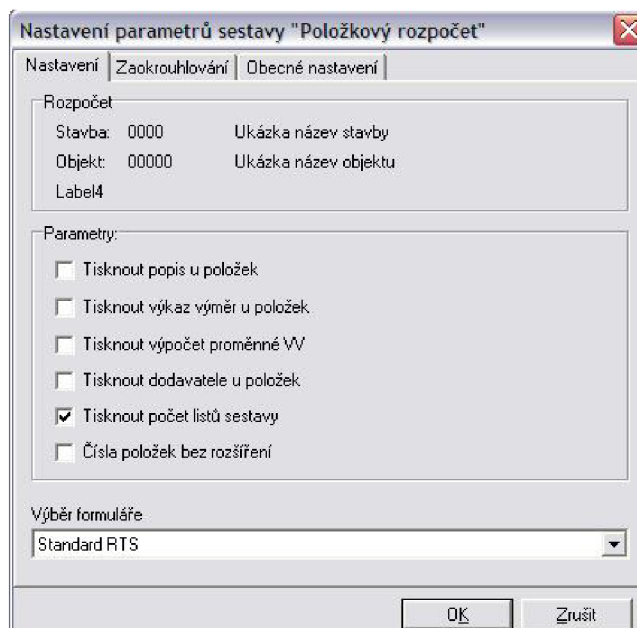 Nastavení parametrů sestavy "Položkový rozpočet"
Nastavení Zaokrouhlování Obecné nastavení
Rozpočet
Stavba: 0000 Ukázka název stavby
Objekt: 00000 Ukázka název objektu
Label4
Parametry:
Tisknout popis u položek
Tisknout výkaz výměr u položek
Tisknout výpočet proměnné VV
Tisknout dodavatele u položek
Tisknout počet listů sestavy
Čísla položek bez rozšíření
Výběr formuláře
Standard RTS
OK Zrušit